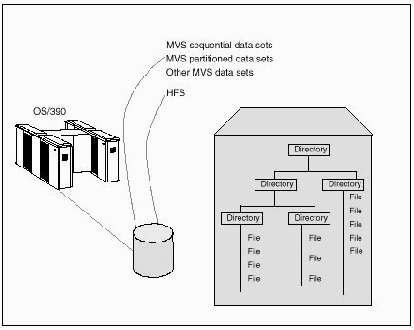 MVS sequential data sets
MVS partitioned data sets
Other MVS data sets
HFS
OS/390
Directory
Directory
Directory
File
File
File
File
File
Directory
Directory
File
File
File
File
File
File
File